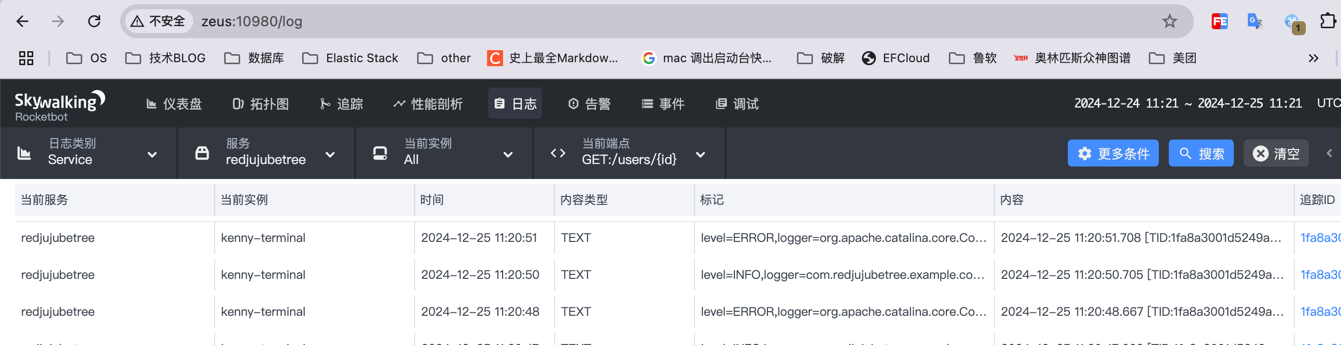 不安全 zeus:10980/log
1
OS 技术BLOG 数据库 Elastic Stack other C 史上最全Markdow... mac 调出启动台快... 破解 EFCloud 鲁软 奥林匹斯众神图谱 美团 »
Skywalking 仪表盘 拓扑图 追踪 性能剖析 日志 告警 事件 调试 2024-12-24 11:21 ~ 2024-12-25 11:21 UTC
Rocketbot
日志类别 服务 当前实例 当前端点
Service redjujubetree All GET:/users/{id} 更多条件 搜索 清空
当前服务 当前实例 时间 内容类型 标记 内容 追踪ID
redjujubetree kenny-terminal 2024-12-25 11:20:51 TEXT level=ERROR,logger=org.apache.catalina.core.Co... 2024-12-25 11:20:51.708 [TID:1fa8a3001d5249a... 1fa8a30
redjujubetree kenny-terminal 2024-12-25 11:20:50 TEXT level=INFO,logger=com.redjujubetree.example.co... 2024-12-25 11:20:50.705 [TID:1fa8a3001d5249a... 1fa8a30
redjujubetree kenny-terminal 2024-12-25 11:20:48 TEXT level=ERROR,logger=org.apache.catalina.core.Co... 2024-12-25 11:20:48.667 [TID:1fa8a3001d5249a... 1fa8a30